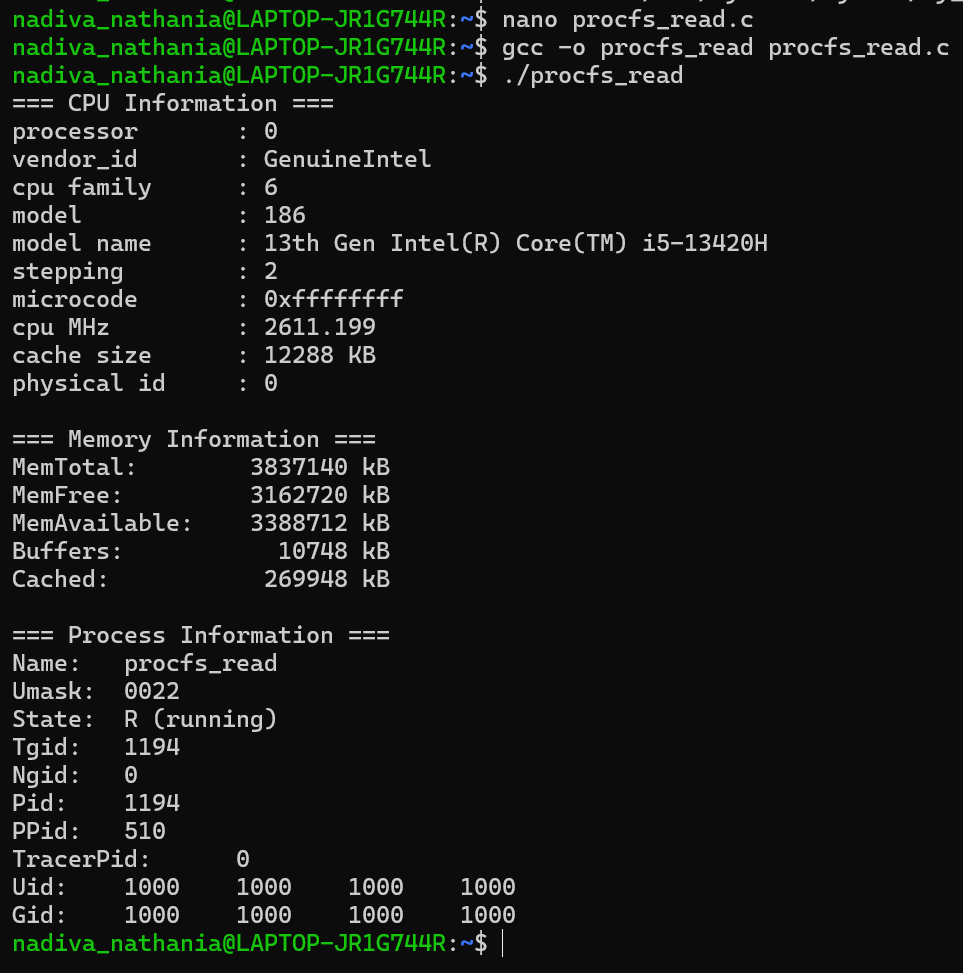 nadiva_nathania@LAPTOP-JR1G744R:~$ nano procfs_read.c
nadiva_nathania@LAPTOP-JR1G744R:~$ gcc -o procfs_read procfs_read.c
nadiva_nathania@LAPTOP-JR1G744R:~$ ./procfs_read
=== CPU Information ===
processor       : 0
vendor_id       : GenuineIntel
cpu family      : 6
model           : 186
model name      : 13th Gen Intel(R) Core(TM) i5-13420H
stepping        : 2
microcode       : 0xffffffff
cpu MHz         : 2611.199
cache size      : 12288 KB
physical id     : 0

=== Memory Information ===
MemTotal:        3837140 kB
MemFree:         3162720 kB
MemAvailable:    3388712 kB
Buffers:           10748 kB
Cached:           269948 kB

=== Process Information ===
Name:   procfs_read
Umask:  0022
State:  R (running)
Tgid:   1194
Ngid:   0
Pid:    1194
PPid:   510
TracerPid:      0
Uid:    1000    1000    1000    1000
Gid:    1000    1000    1000    1000
nadiva_nathania@LAPTOP-JR1G744R:~$